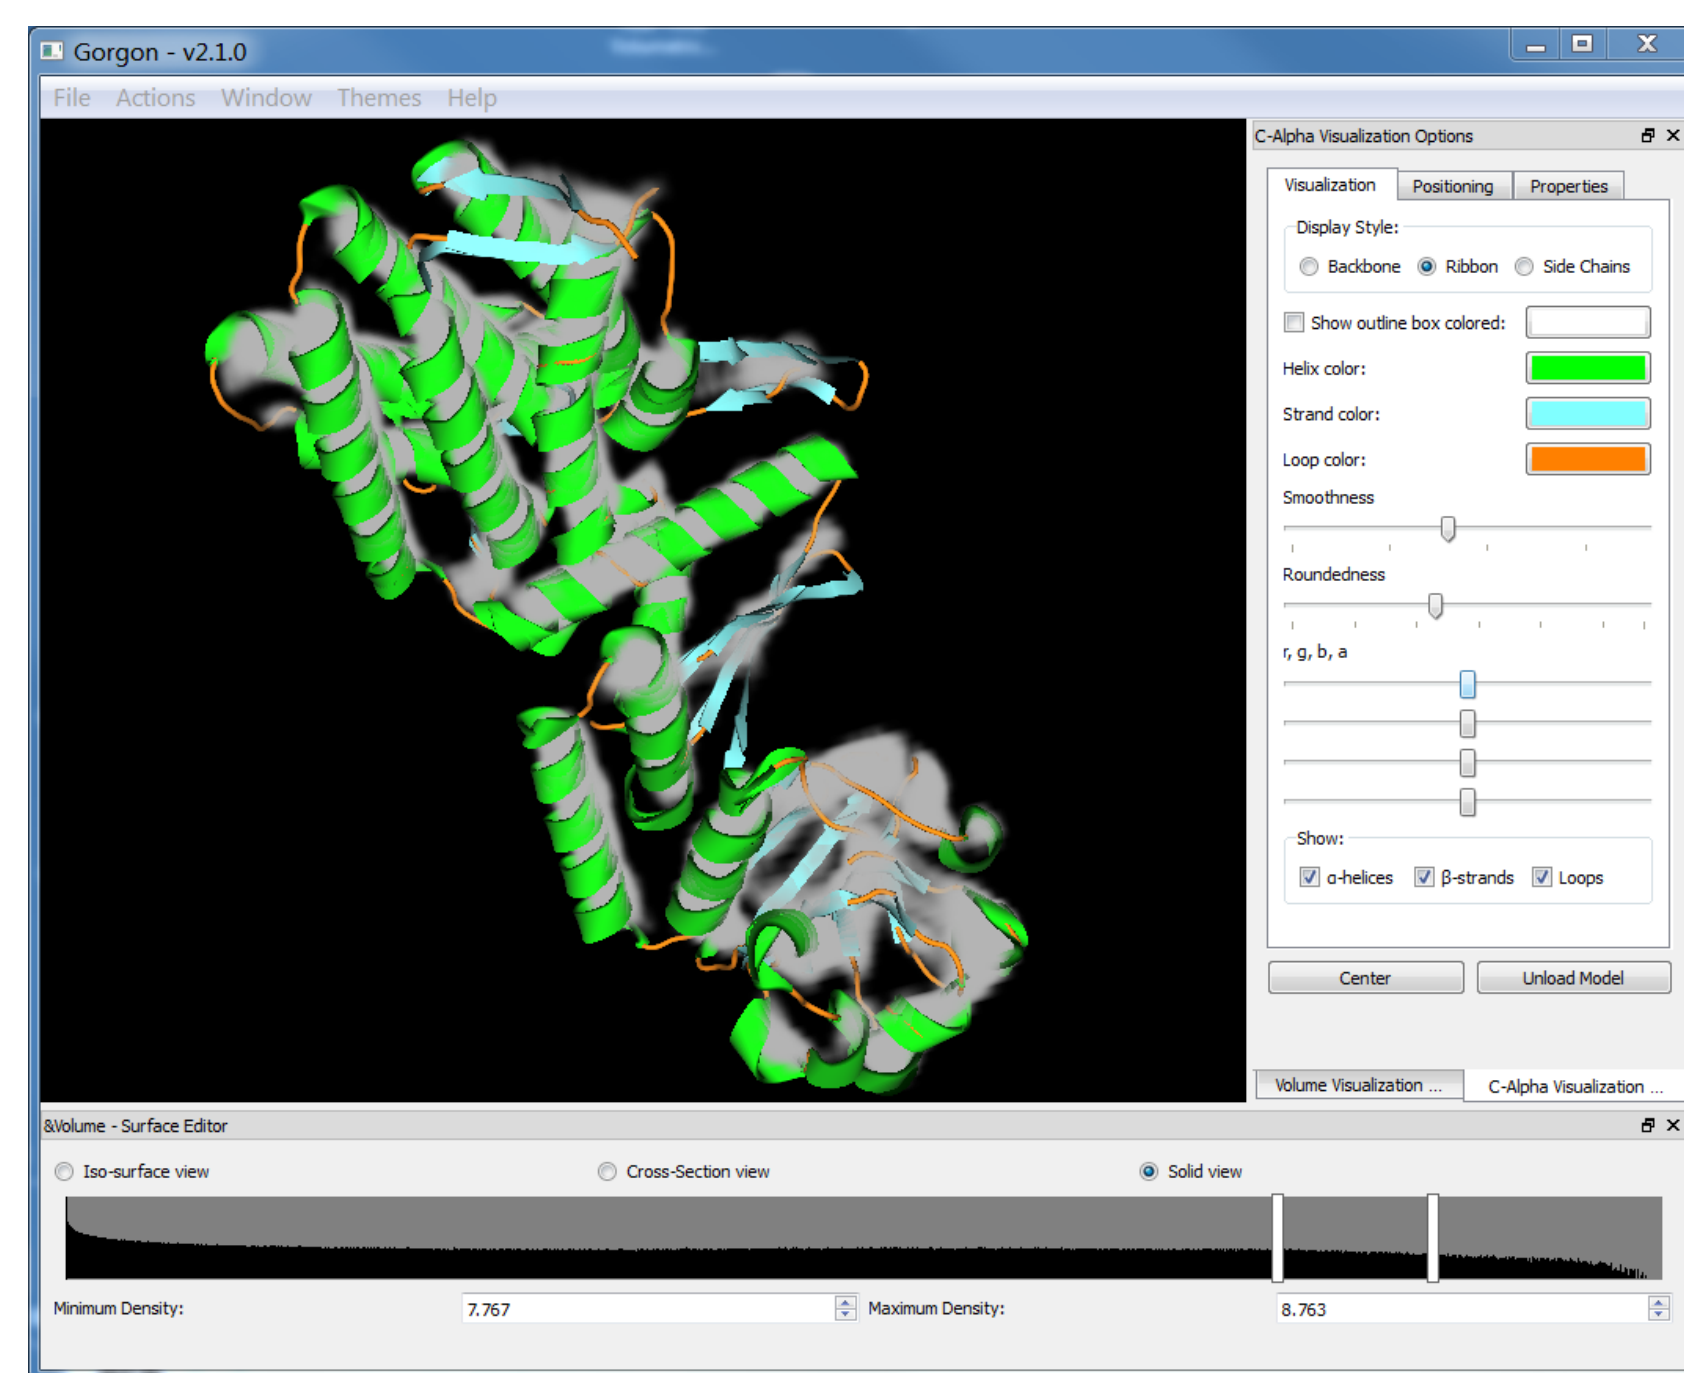 Gorgon - v2.1.0
File Actions Window Themes Help
C-Alpha Visualization Options
Visualization Positioning Properties
Display Style:
Backbone Ribbon Side Chains
Show outline box colored:
Helix color:
Strand color:
Loop color:
Smoothness
Roundedness
r, g, b, a
Show:
α-helices β-strands Loops
Center Unload Model
Volume Visualization ... C-Alpha Visualization ...
&Volume - Surface Editor
Iso-surface view Cross-Section view Solid view
Minimum Density: 7.767 Maximum Density: 8.763